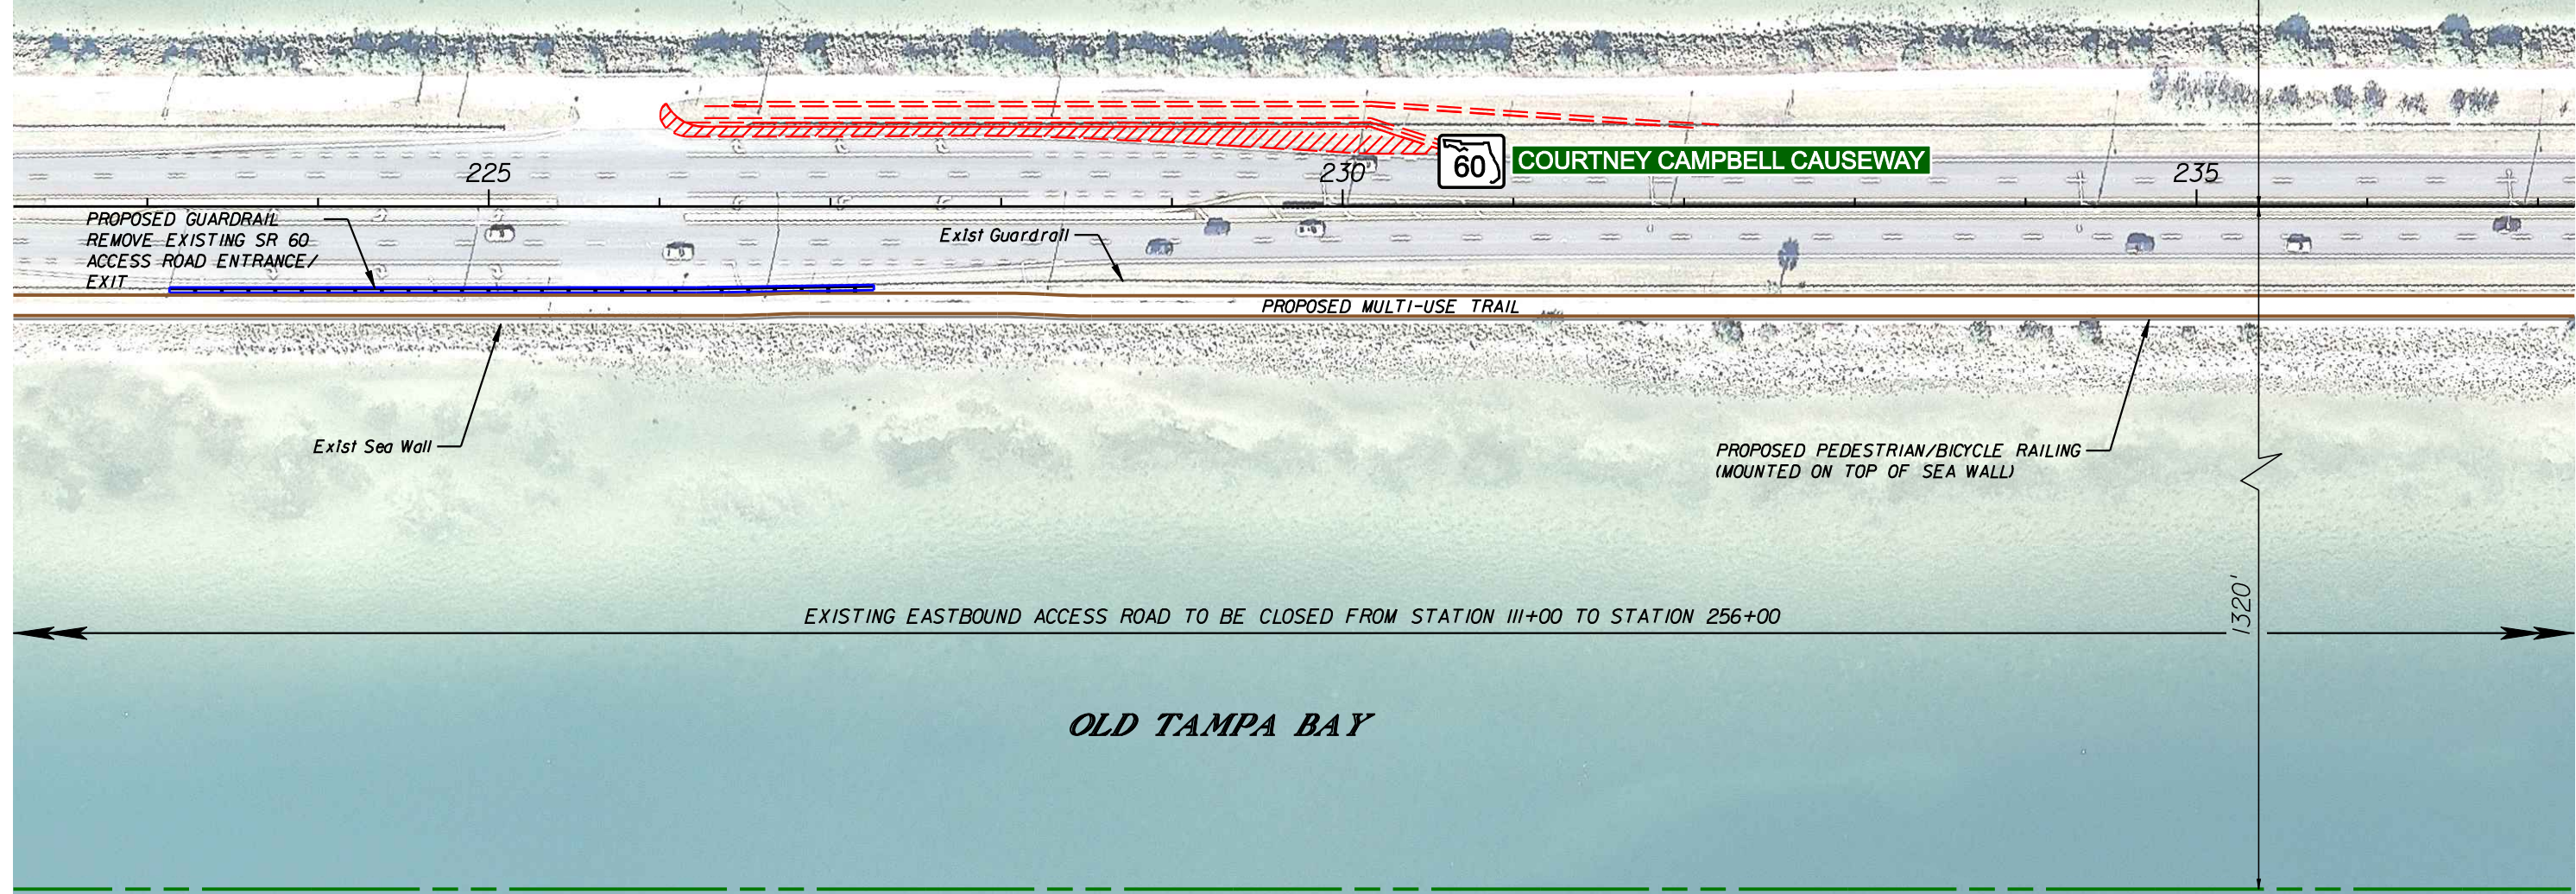 225
230
235
60
COURTNEY CAMPBELL CAUSEWAY
PROPOSED GUARDRAIL
REMOVE EXISTING SR 60
ACCESS ROAD ENTRANCE/
EXIT
Exist Guardrail
PROPOSED MULTI-USE TRAIL
Exist Sea Wall
PROPOSED PEDESTRIAN/BICYCLE RAILING
(MOUNTED ON TOP OF SEA WALL)
EXISTING EASTBOUND ACCESS ROAD TO BE CLOSED FROM STATION 111+00 TO STATION 256+00
1320'
OLD TAMPA BAY